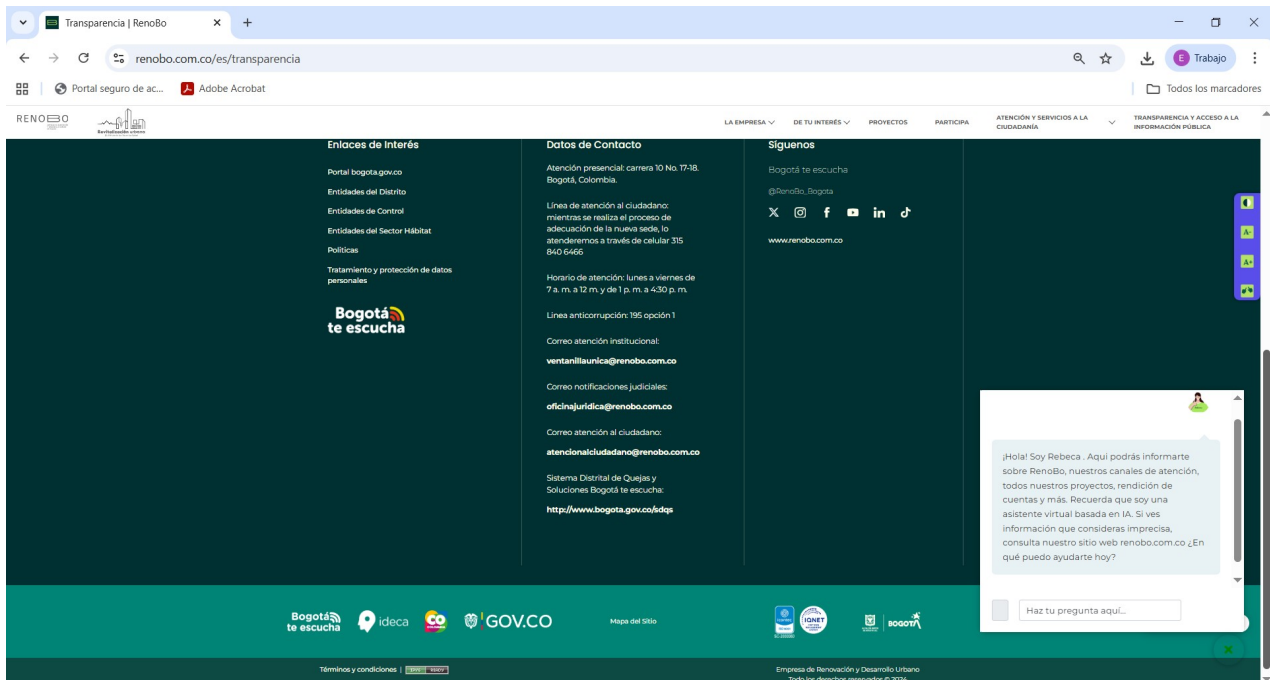 Transparencia | RenoBo
renobo.com.co/es/transparencia
E Trabajo
Portal seguro de ac...
Adobe Acrobat
Todos los marcadores
RENOBO
Revitalización urbana
LA EMPRESA
DE TU INTERÉS
PROYECTOS
PARTICIPA
ATENCIÓN Y SERVICIOS A LA
CIUDADANÍA
TRANSPARENCIA Y ACCESO A LA
INFORMACIÓN PÚBLICA
Enlaces de Interés
Portal bogota.gov.co
Entidades del Distrito
Entidades de Control
Entidades del Sector Hábitat
Políticas
Tratamiento y protección de datos
personales
Bogotá
te escucha
Datos de Contacto
Atención presencial: carrera 10 No. 17-18.
Bogotá, Colombia.
Línea de atención al ciudadano:
mientras se realiza el proceso de
adecuación de la nueva sede, lo
atenderemos a través de celular 315
840 6466
Horario de atención: lunes a viernes de
7 a. m. a 12 m. y de 1 p. m. a 4:30 p. m.
Linea anticorrupción: 195 opción 1
Correo atención institucional:
ventanillaunica@renobo.com.co
Correo notificaciones judiciales:
oficinajuridica@renobo.com.co
Correo atención al ciudadano:
atencionalciudadano@renobo.com.co
Sistema Distrital de Quejas y
Soluciones Bogotá te escucha:
http://www.bogota.gov.co/sdqs
Síguenos
Bogotá te escucha
@RenoBo_Bogota
www.renobo.com.co
A-
A+
¡Hola! Soy Rebeca . Aqui podrás informarte
sobre RenoBo, nuestros canales de atención,
todos nuestros proyectos, rendición de
cuentas y más. Recuerda que soy una
asistente virtual basada en IA. Si ves
información que consideras imprecisa,
consulta nuestro sitio web renobo.com.co ¿En
qué puedo ayudarte hoy?
Haz tu pregunta aquí...
Bogotá
te escucha
ideca
GOV.CO
Mapa del Sitio
IQNET
BOGOTÁ
Términos y condiciones |
Empresa de Renovación y Desarrollo Urbano
Todo los derechos reservados © 2024